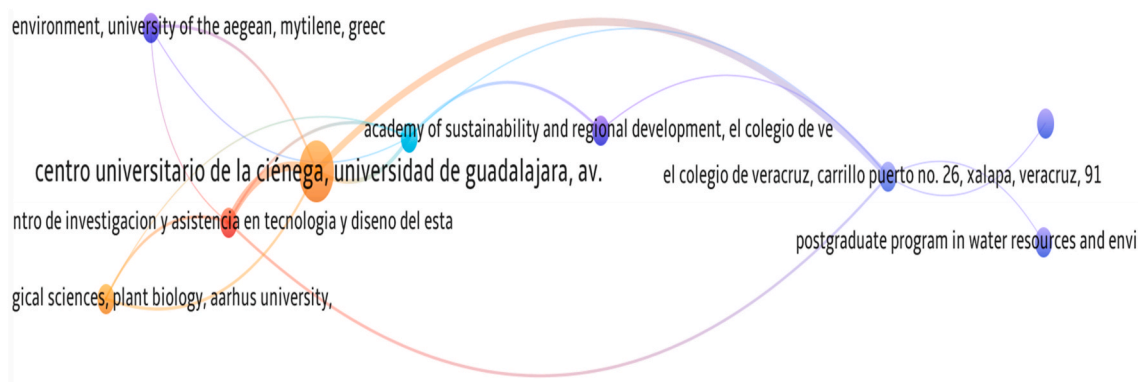 environment, university of the aegean, mytilene, greec
academy of sustainability and regional development, el colegio de ve
centro universitario de la ciénega, universidad de guadalajara, av.
el colegio de veracruz, carrillo puerto no. 26, xalapa, veracruz, 91
ntro de investigacion y asistencia en tecnologia y diseno del esta
postgraduate program in water resources and envi
gical sciences, plant biology, aarhus university,